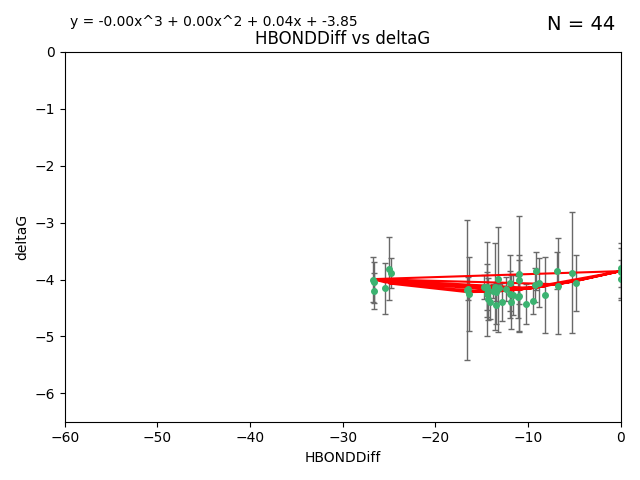 y = -0.00x^3 + 0.00x^2 + 0.04x + -3.85
N = 44
HBONDDiff vs deltaG
0
−1
−2
−3
−4
−5
−6
deltaG
−60 −50 −40 −30 −20 −10 0
HBONDDiff